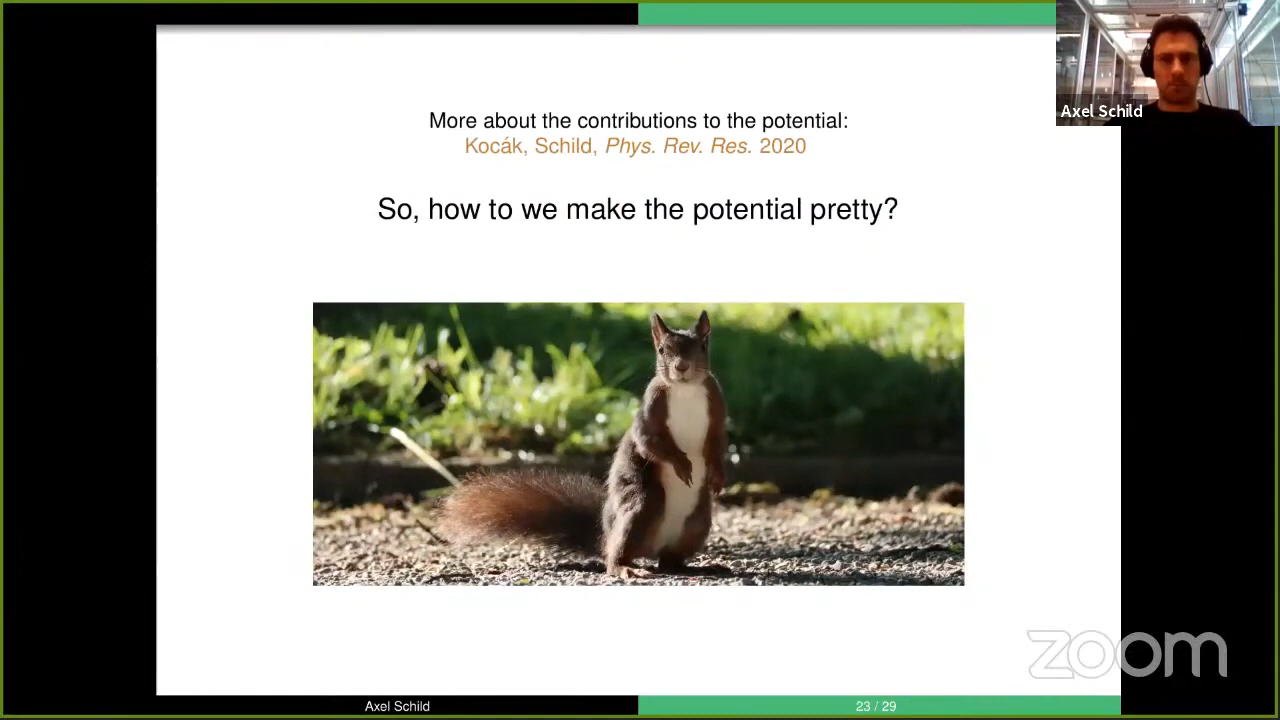 Axel Schild
More about the contributions to the potential:
Kocák, Schild, Phys. Rev. Res. 2020
So, how to we make the potential pretty?
zoom
Axel Schild
23 / 29